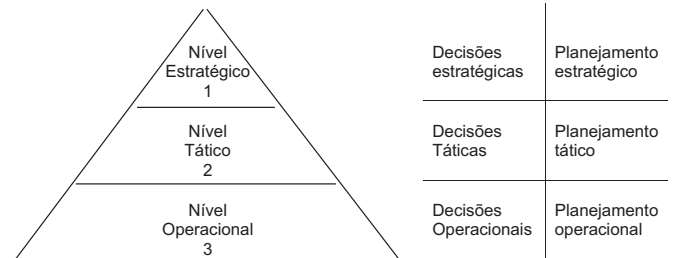 Nível
Estratégico
1
Decisões
estratégicas
Planejamento
estratégico
Nível
Tático
2
Decisões
Táticas
Planejamento
tático
Nível
Operacional
3
Decisões
Operacionais
Planejamento
operacional